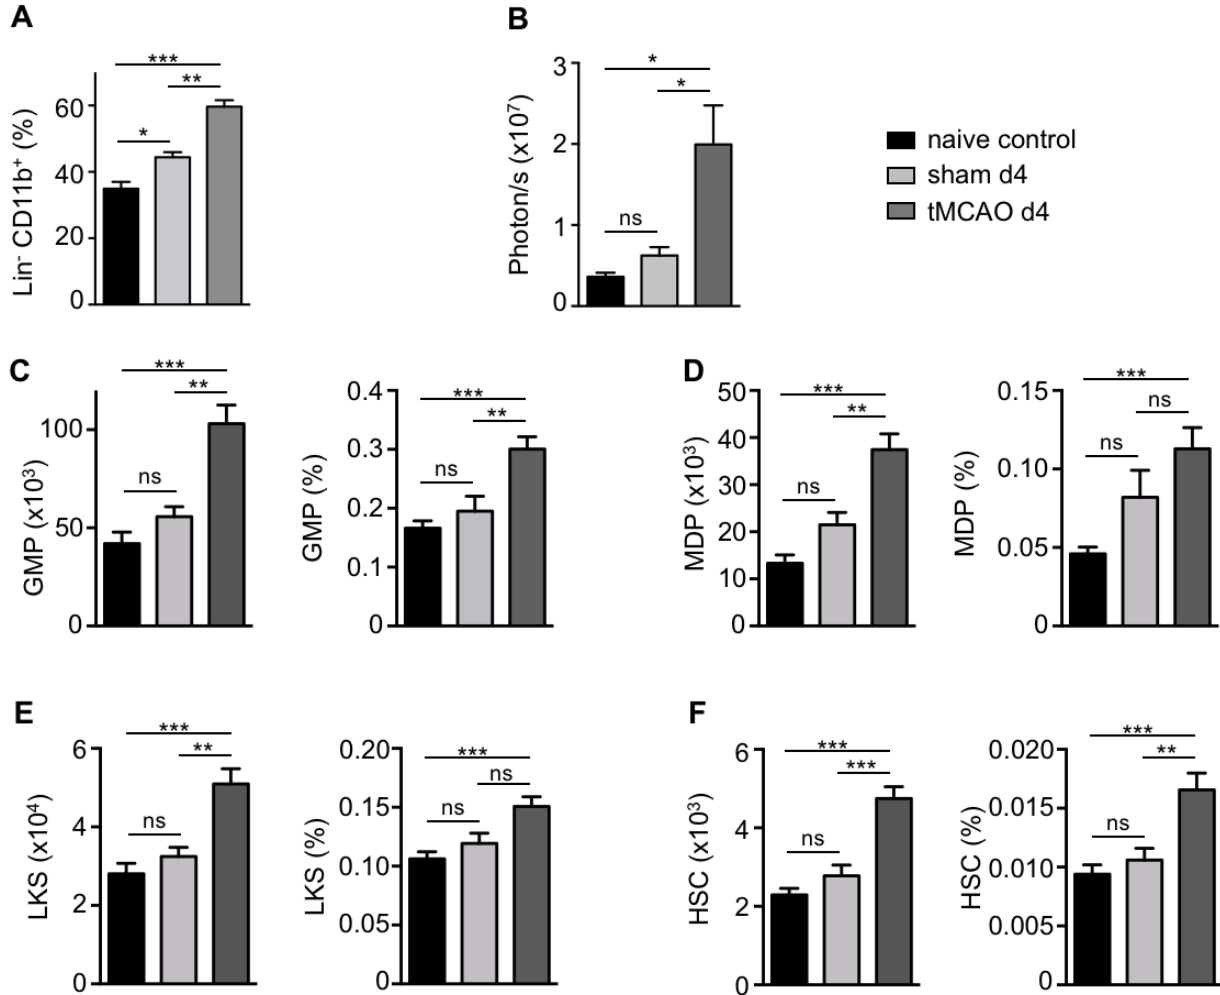 A
Lin⁻ CD11b⁺ (%)
60
40
20
0
***
**
*
B
Photon/s (x10⁷)
3
2
1
0
*
*
ns
naive control
sham d4
tMCAO d4
C
GMP (x10³)
100
50
0
***
**
ns
GMP (%)
0.4
0.3
0.2
0.1
0
***
**
ns
D
MDP (x10³)
50
40
30
20
10
0
***
**
ns
MDP (%)
0.15
0.10
0.05
0
***
ns
ns
E
LKS (x10⁴)
6
4
2
0
***
**
ns
LKS (%)
0.20
0.15
0.10
0.05
0
***
ns
ns
F
HSC (x10³)
6
4
2
0
***
***
ns
HSC (%)
0.020
0.015
0.010
0.005
0
***
**
ns